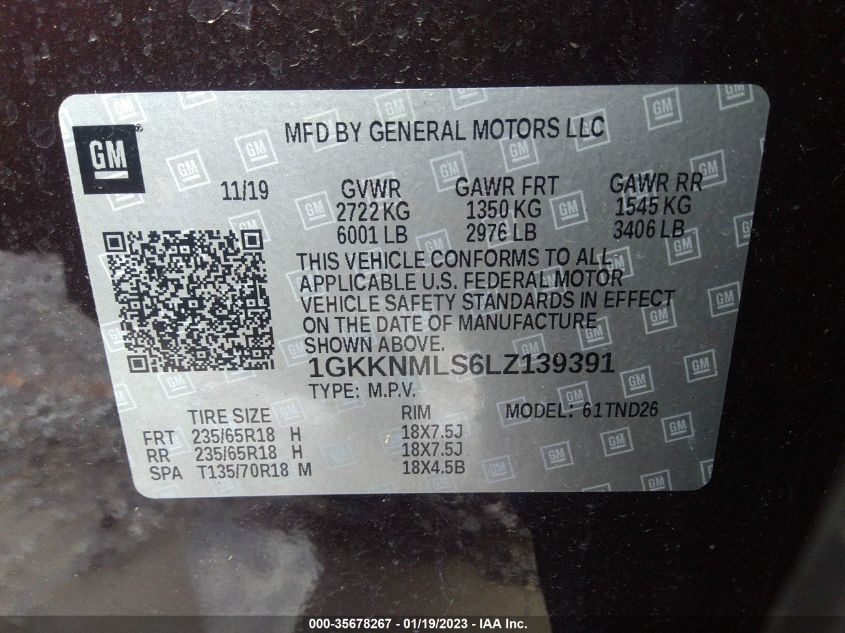 MFD BY GENERAL MOTORS LLC
GM
11/19 GVWR GAWR FRT GAWR RR
2722 KG 1350 KG 1545 KG
6001 LB 2976 LB 3406 LB
THIS VEHICLE CONFORMS TO ALL
APPLICABLE U.S. FEDERAL MOTOR
VEHICLE SAFETY STANDARDS IN EFFECT
ON THE DATE OF MANUFACTURE
SHOWN ABOVE.
1GKKNMLS6LZ139391
TYPE: M.P.V.
TIRE SIZE RIM MODEL: 61TND26
FRT 235/65R18 H 18X7.5J
RR 235/65R18 H 18X7.5J
SPA T135/70R18 M 18X4.5B
000-35678267 - 01/19/2023 - IAA Inc.